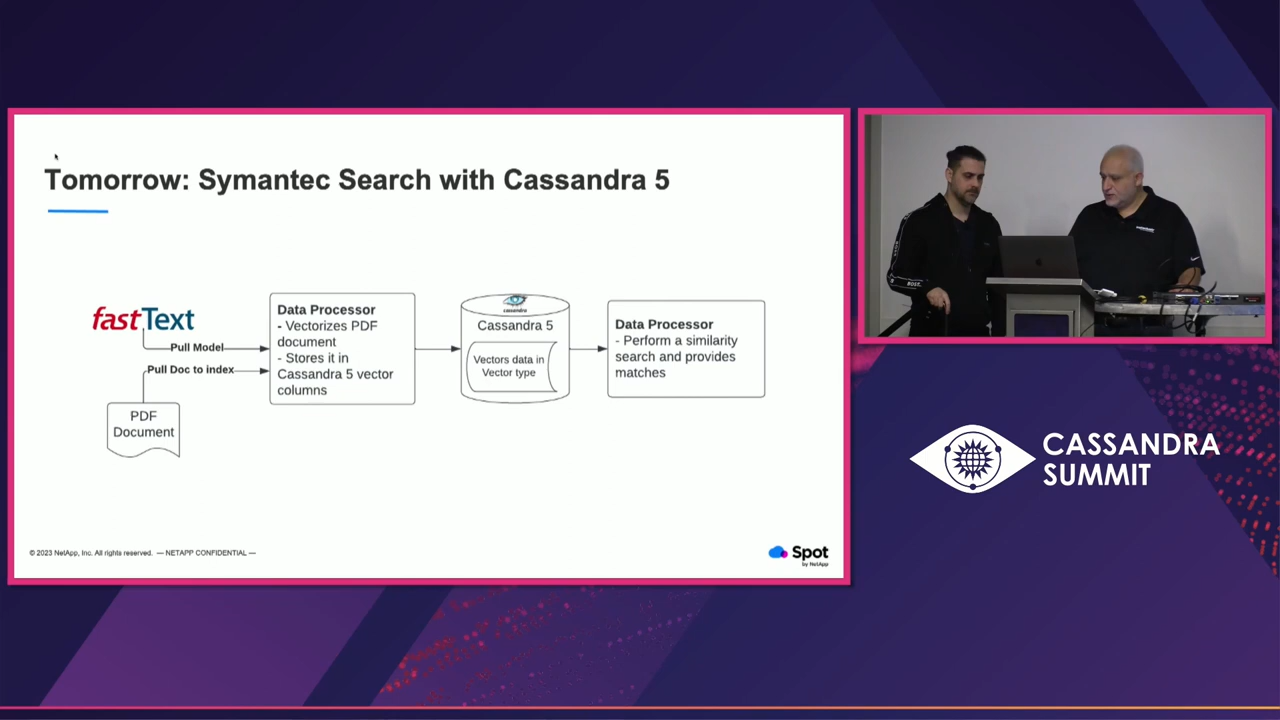 Tomorrow: Symantec Search with Cassandra 5
fastText
Pull Model
Pull Doc to index
PDF
Document
Data Processor
- Vectorizes PDF
document
- Stores it in
Cassandra 5 vector
columns
cassandra
Cassandra 5
Vectors data in
Vector type
Data Processor
- Perform a similarity
search and provides
matches
© 2023 NetApp, Inc. All rights reserved. — NETAPP CONFIDENTIAL —
Spot
by NetApp
CASSANDRA
SUMMIT